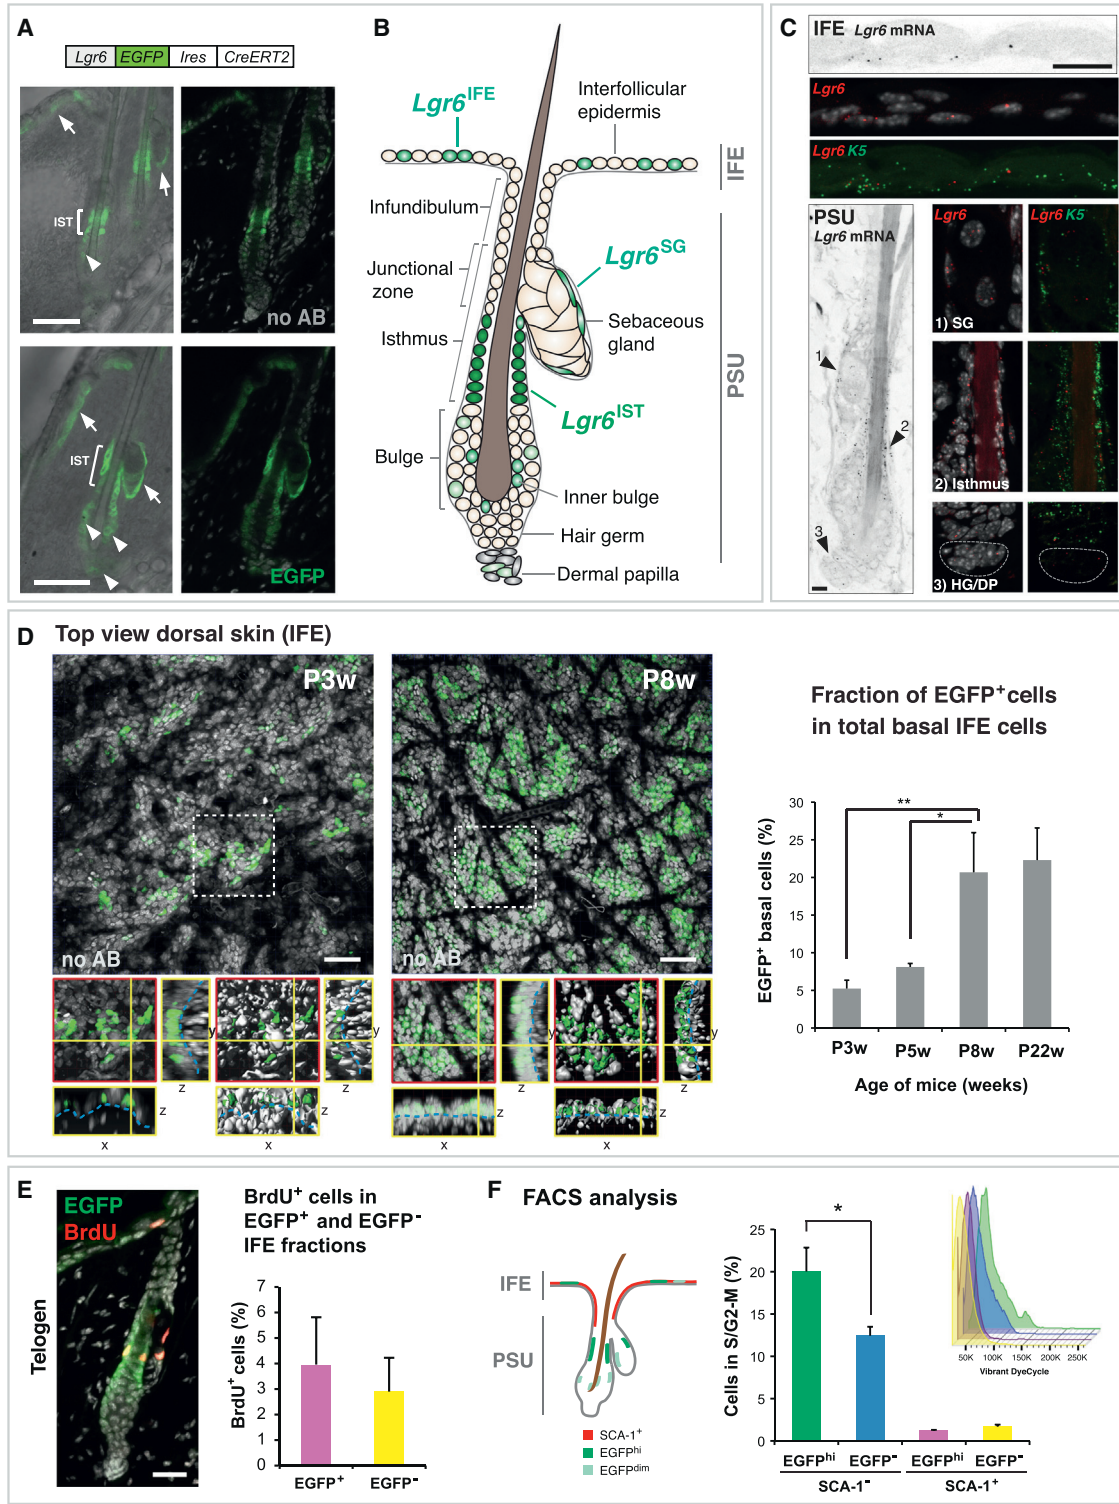 A
Lgr6 EGFP Ires CreERT2
IST
no AB
IST
EGFP
B
Lgr6IFE
Interfollicular
epidermis
IFE
Infundibulum
Junctional
zone
Lgr6SG
Isthmus
Sebaceous
gland
PSU
Lgr6IST
Bulge
Inner bulge
Hair germ
Dermal papilla
C
IFE Lgr6 mRNA
Lgr6
Lgr6 K5
PSU
Lgr6 mRNA
1
2
3
Lgr6
Lgr6 K5
1) SG
2) Isthmus
3) HG/DP
D Top view dorsal skin (IFE)
P3w
no AB
P8w
no AB
y
z
y
z
z
x
z
x
y
z
y
z
z
x
z
x
Fraction of EGFP+cells
in total basal IFE cells
EGFP+ basal cells (%)
30
25
20
15
10
5
0
**
*
P3w P5w P8w P22w
Age of mice (weeks)
E
EGFP
BrdU
Telogen
BrdU+ cells in
EGFP+ and EGFP-
IFE fractions
BrdU+ cells (%)
7
6
5
4
3
2
1
0
EGFP+ EGFP-
F FACS analysis
IFE
PSU
SCA-1+
EGFPhi
EGFPdim
Cells in S/G2-M (%)
25
20
15
10
5
0
*
EGFPhi EGFP- EGFPhi EGFP-
SCA-1- SCA-1+
50K 100K 150K 200K 250K
Vibrant DyeCycle